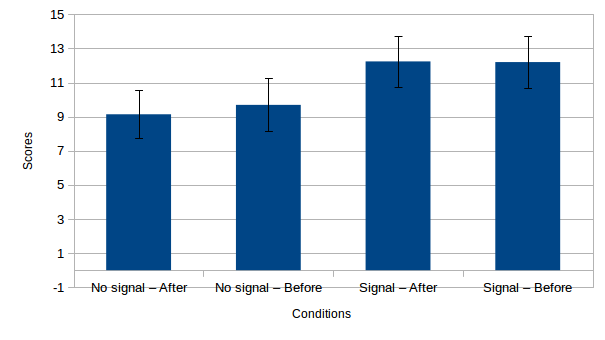 15
13
11
9
7
5
3
1
-1
Scores
No signal – After
No signal – Before
Signal – After
Signal – Before
Conditions